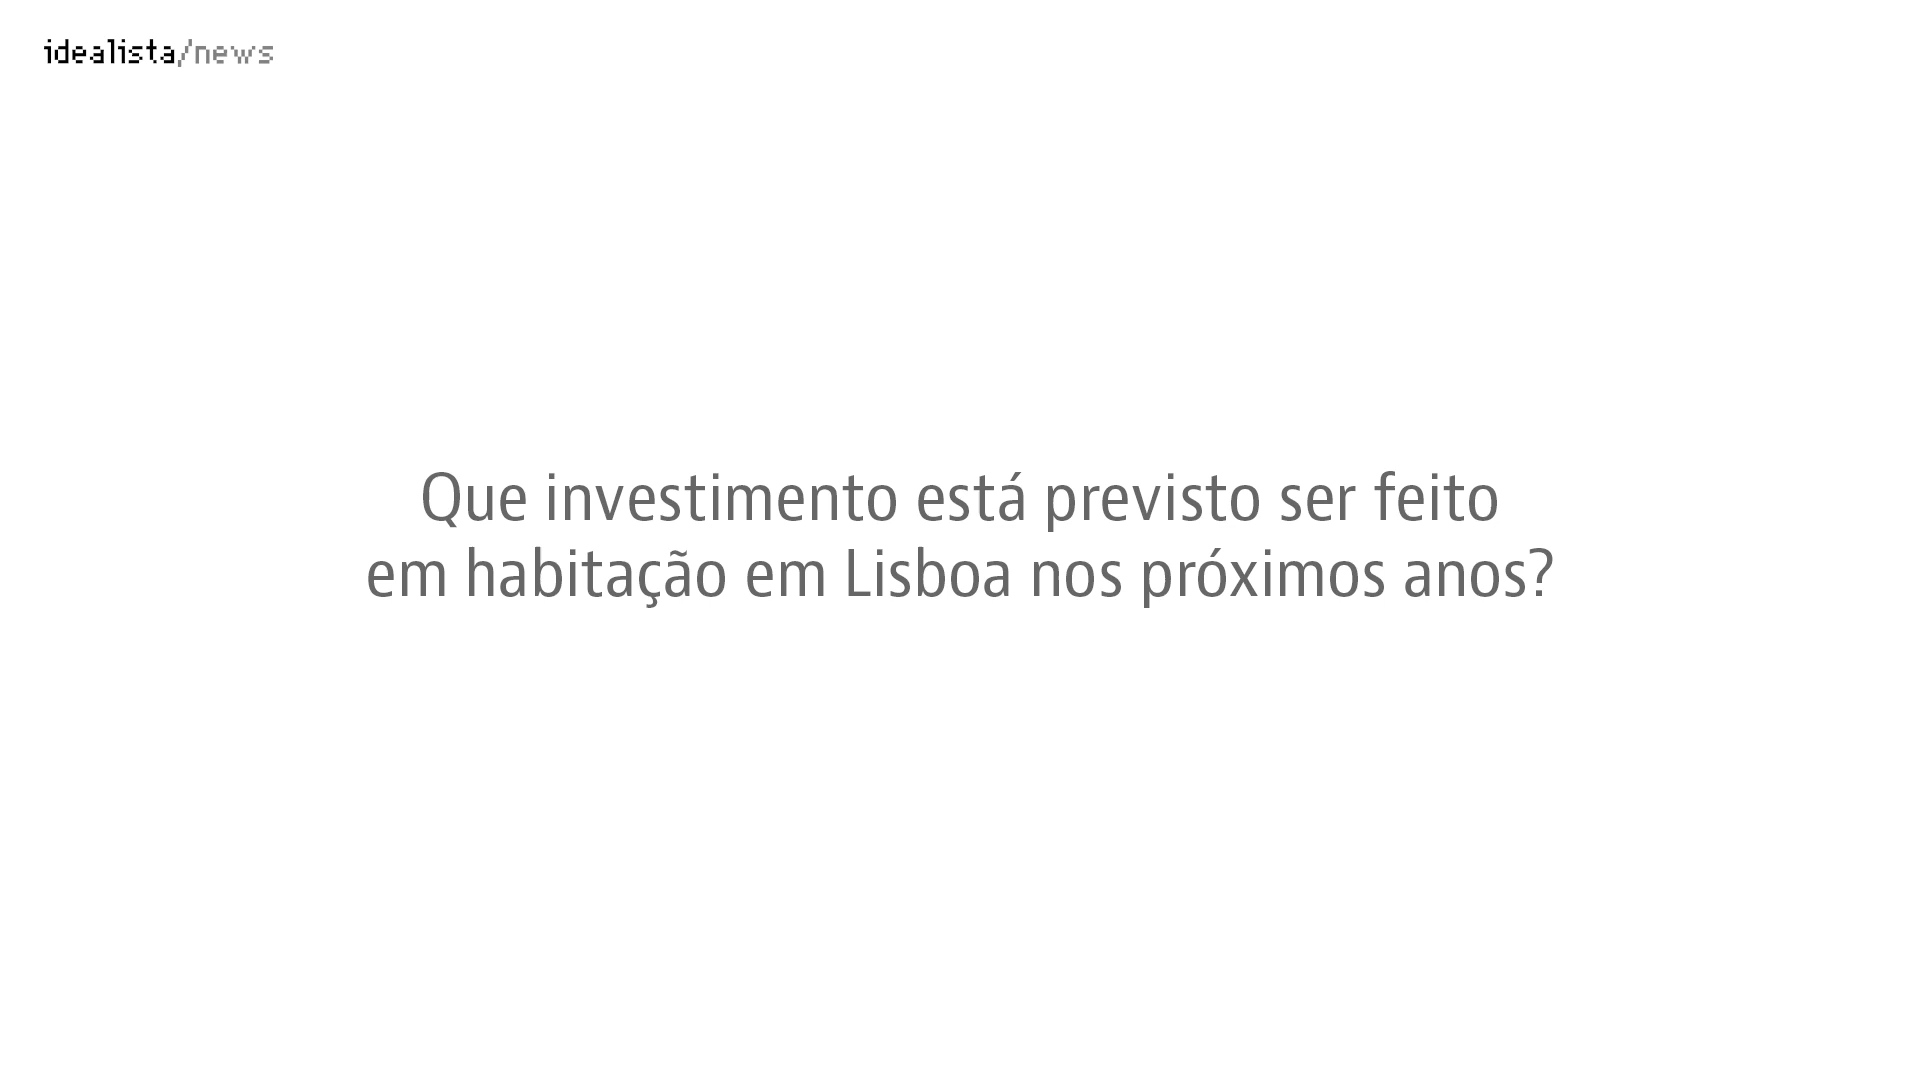 idealista/news
Que investimento está previsto ser feito
em habitação em Lisboa nos próximos anos?